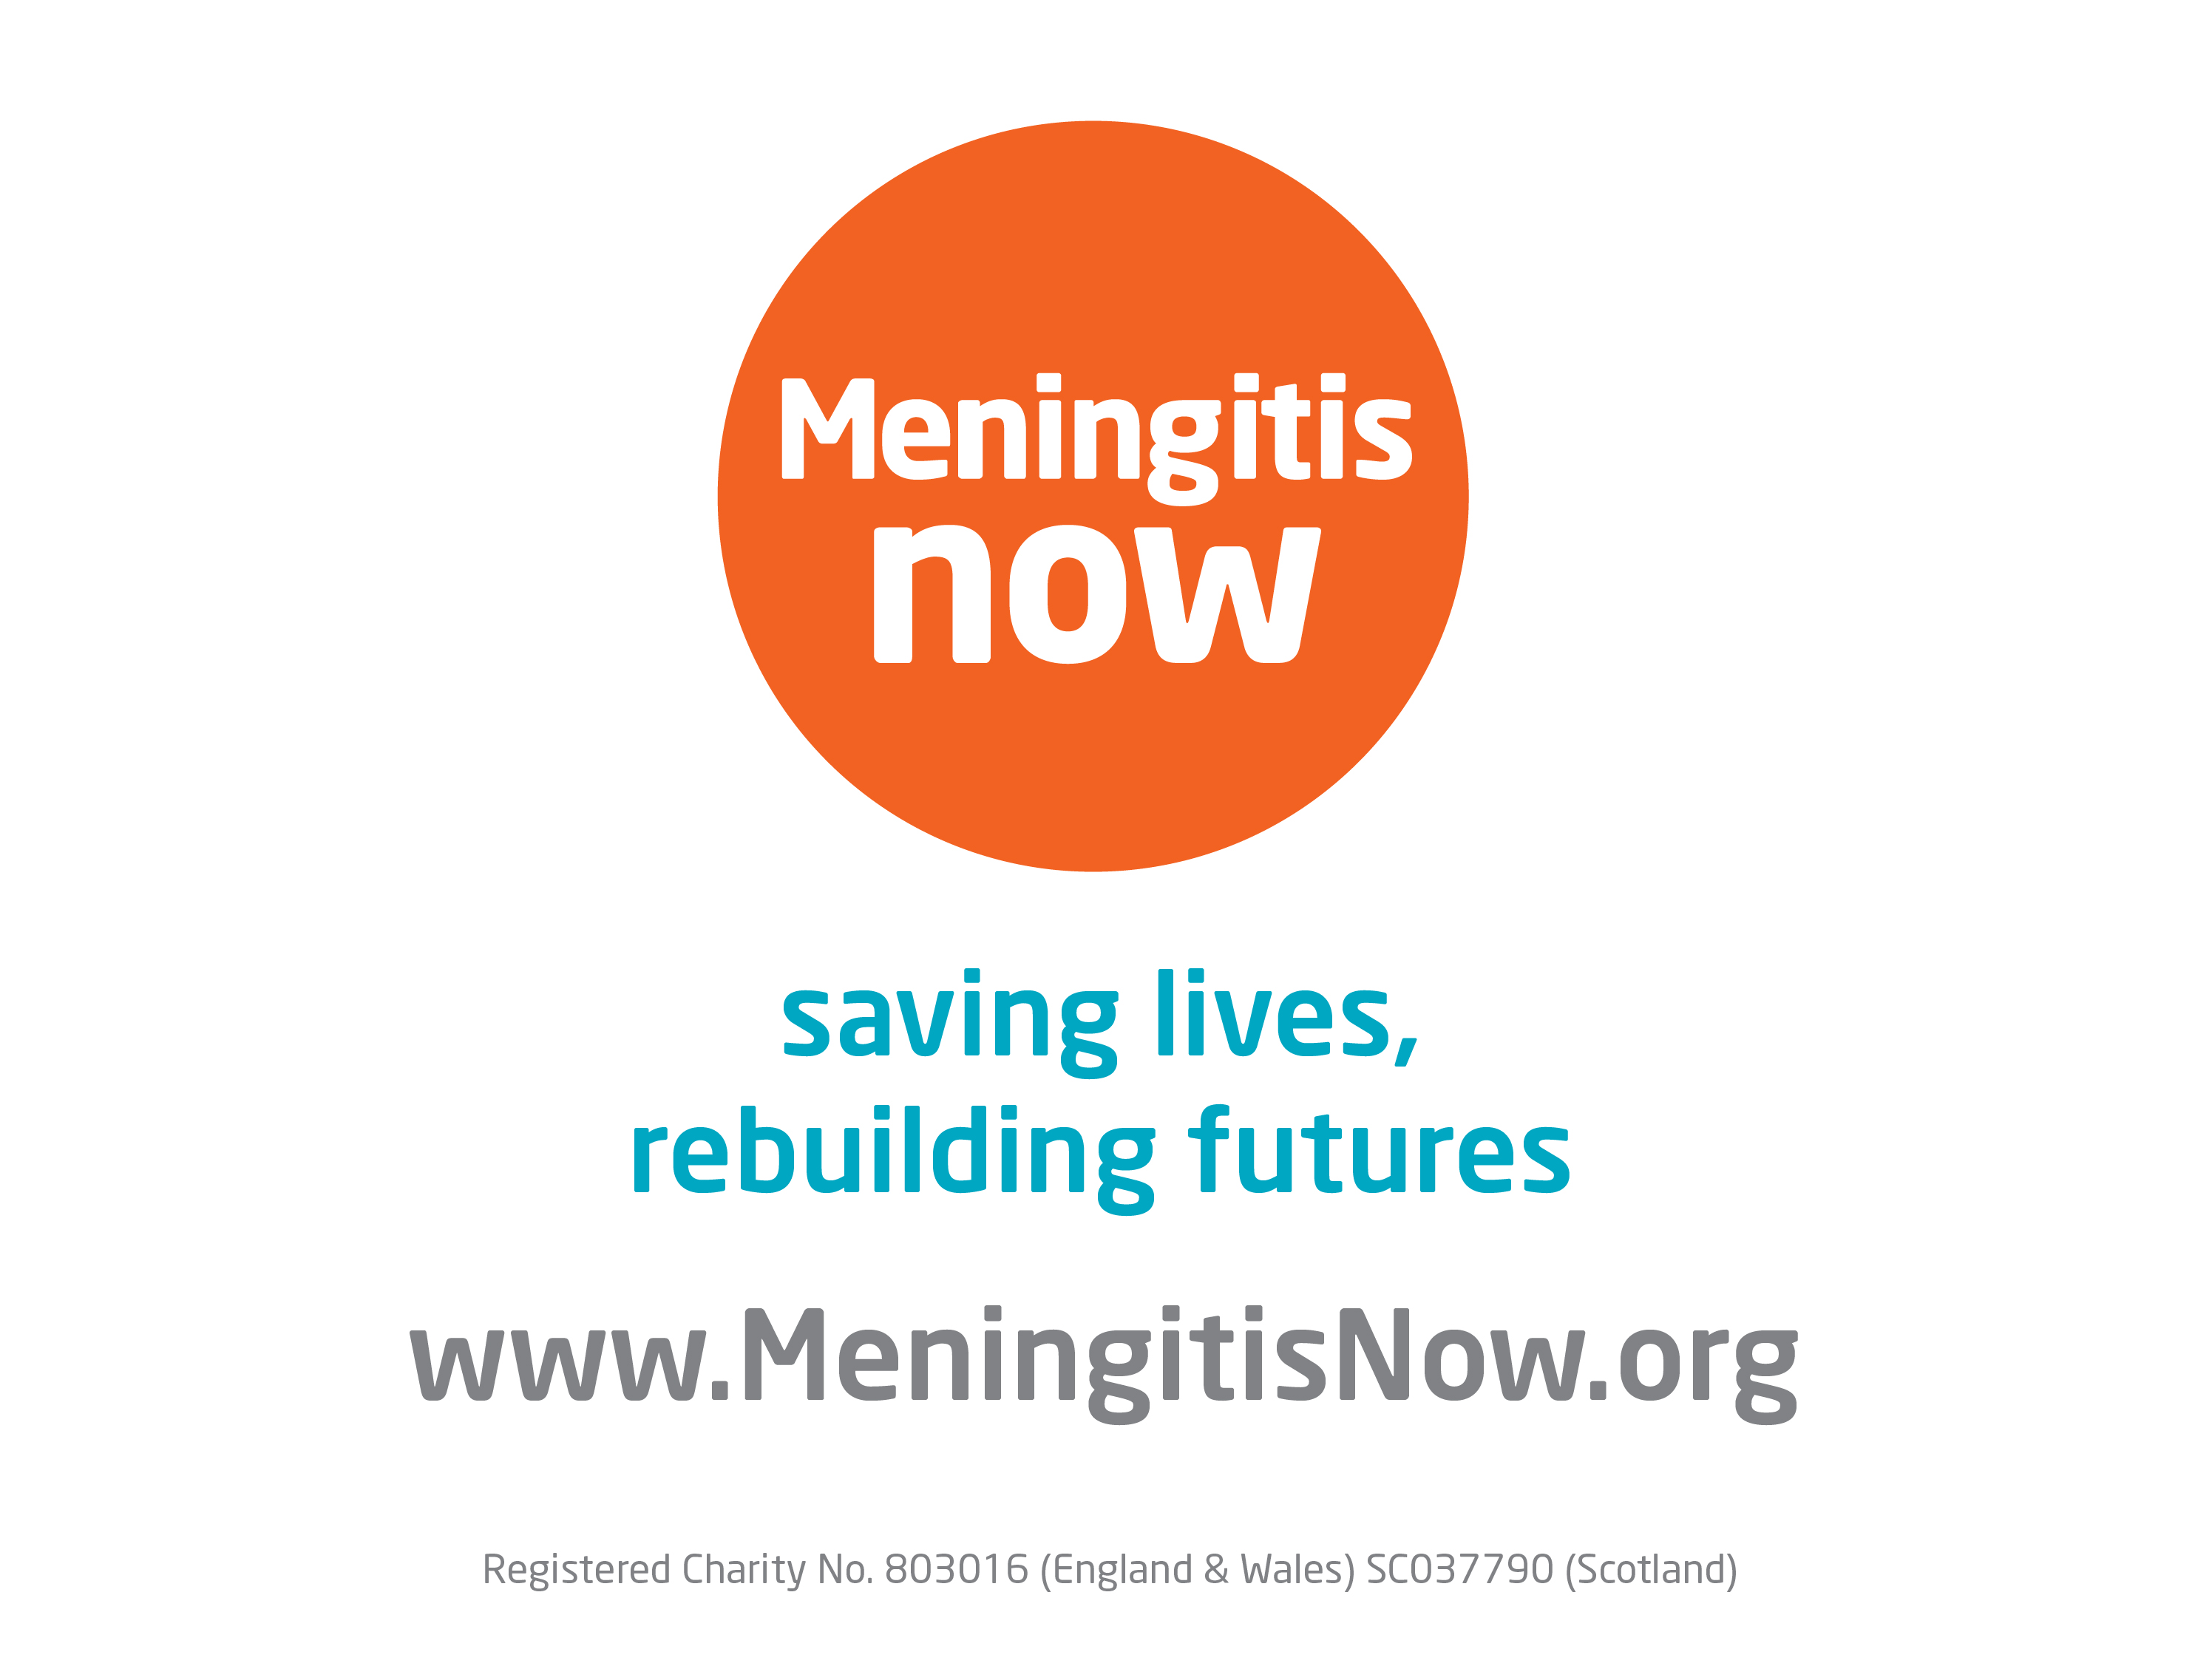 Meningitis
now
saving lives,
rebuilding futures
www.MeningitisNow.org
Registered Charity No. 803016 (England & Wales) SC037790 (Scotland)